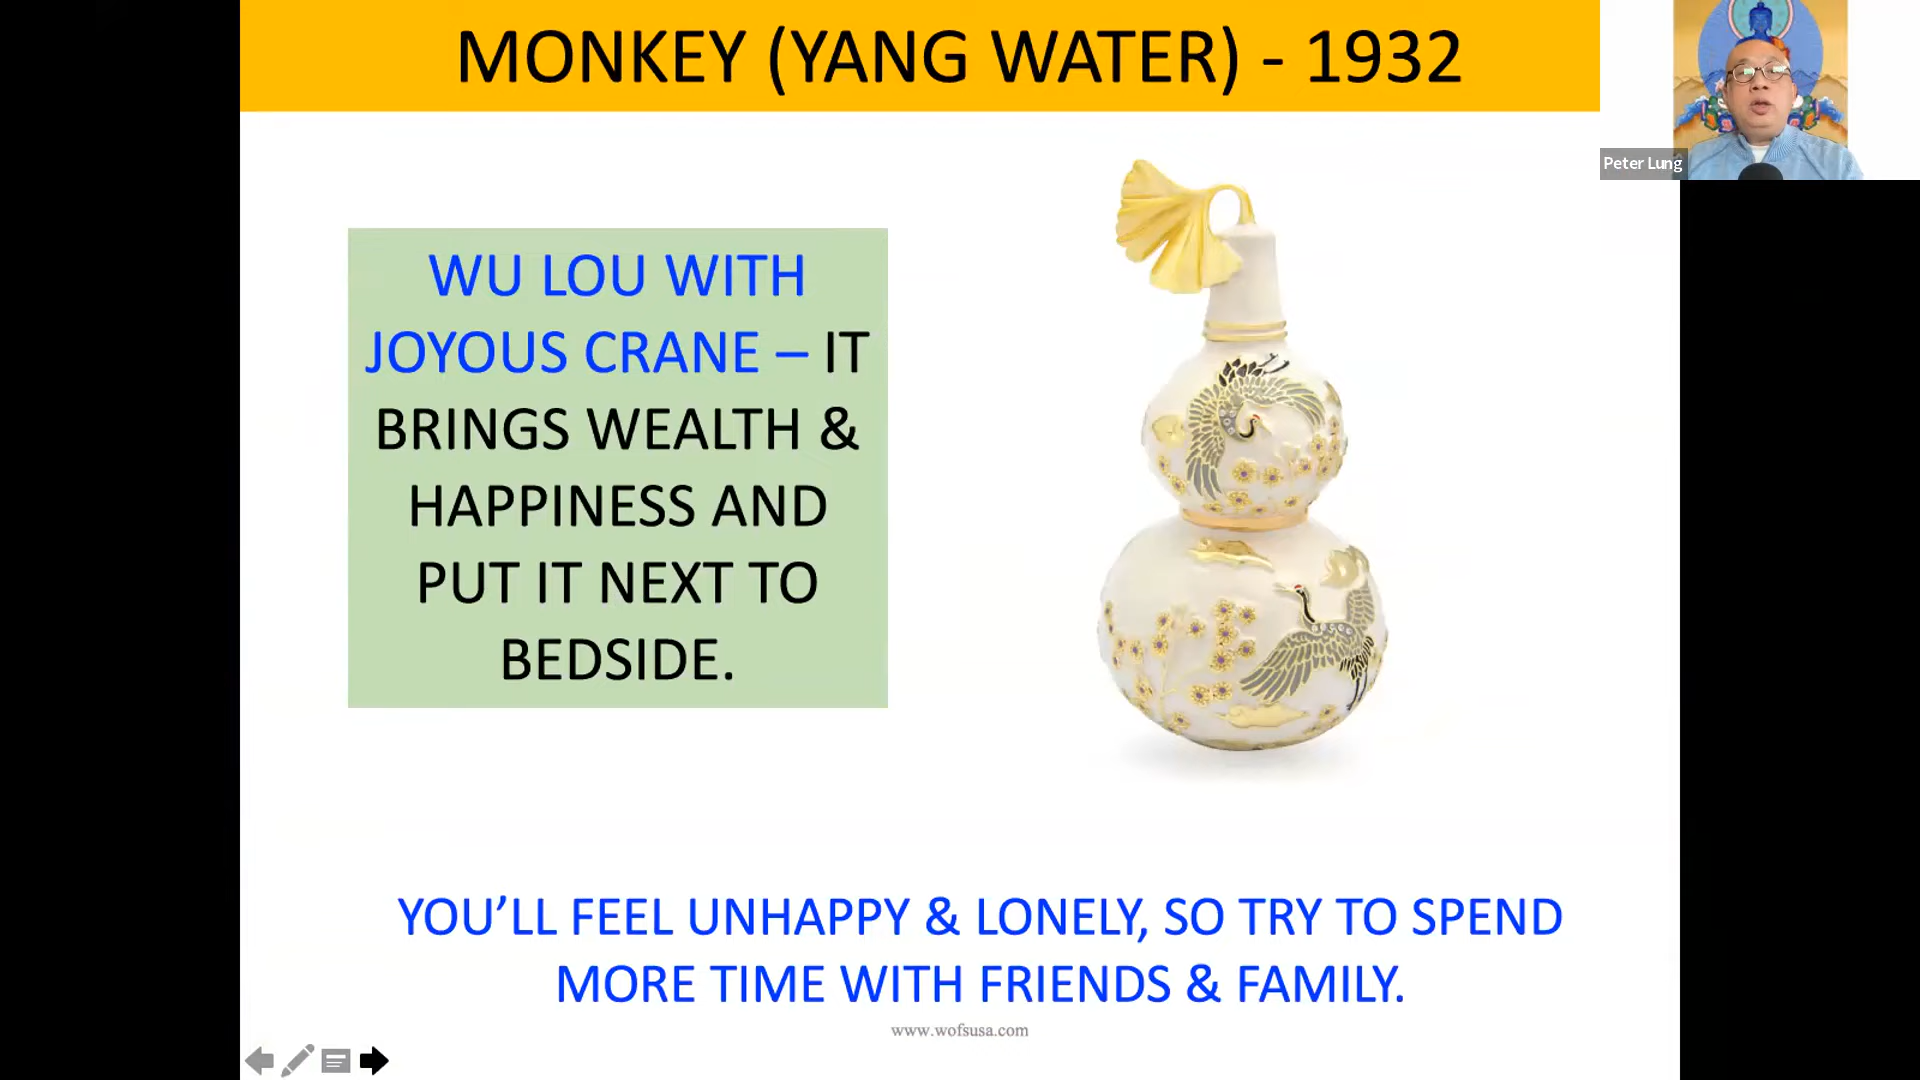 MONKEY (YANG WATER) - 1932
Peter Lung
WU LOU WITH
JOYOUS CRANE – IT
BRINGS WEALTH &
HAPPINESS AND
PUT IT NEXT TO
BEDSIDE.
YOU’LL FEEL UNHAPPY & LONELY, SO TRY TO SPEND
MORE TIME WITH FRIENDS & FAMILY.
www.wofsusa.com